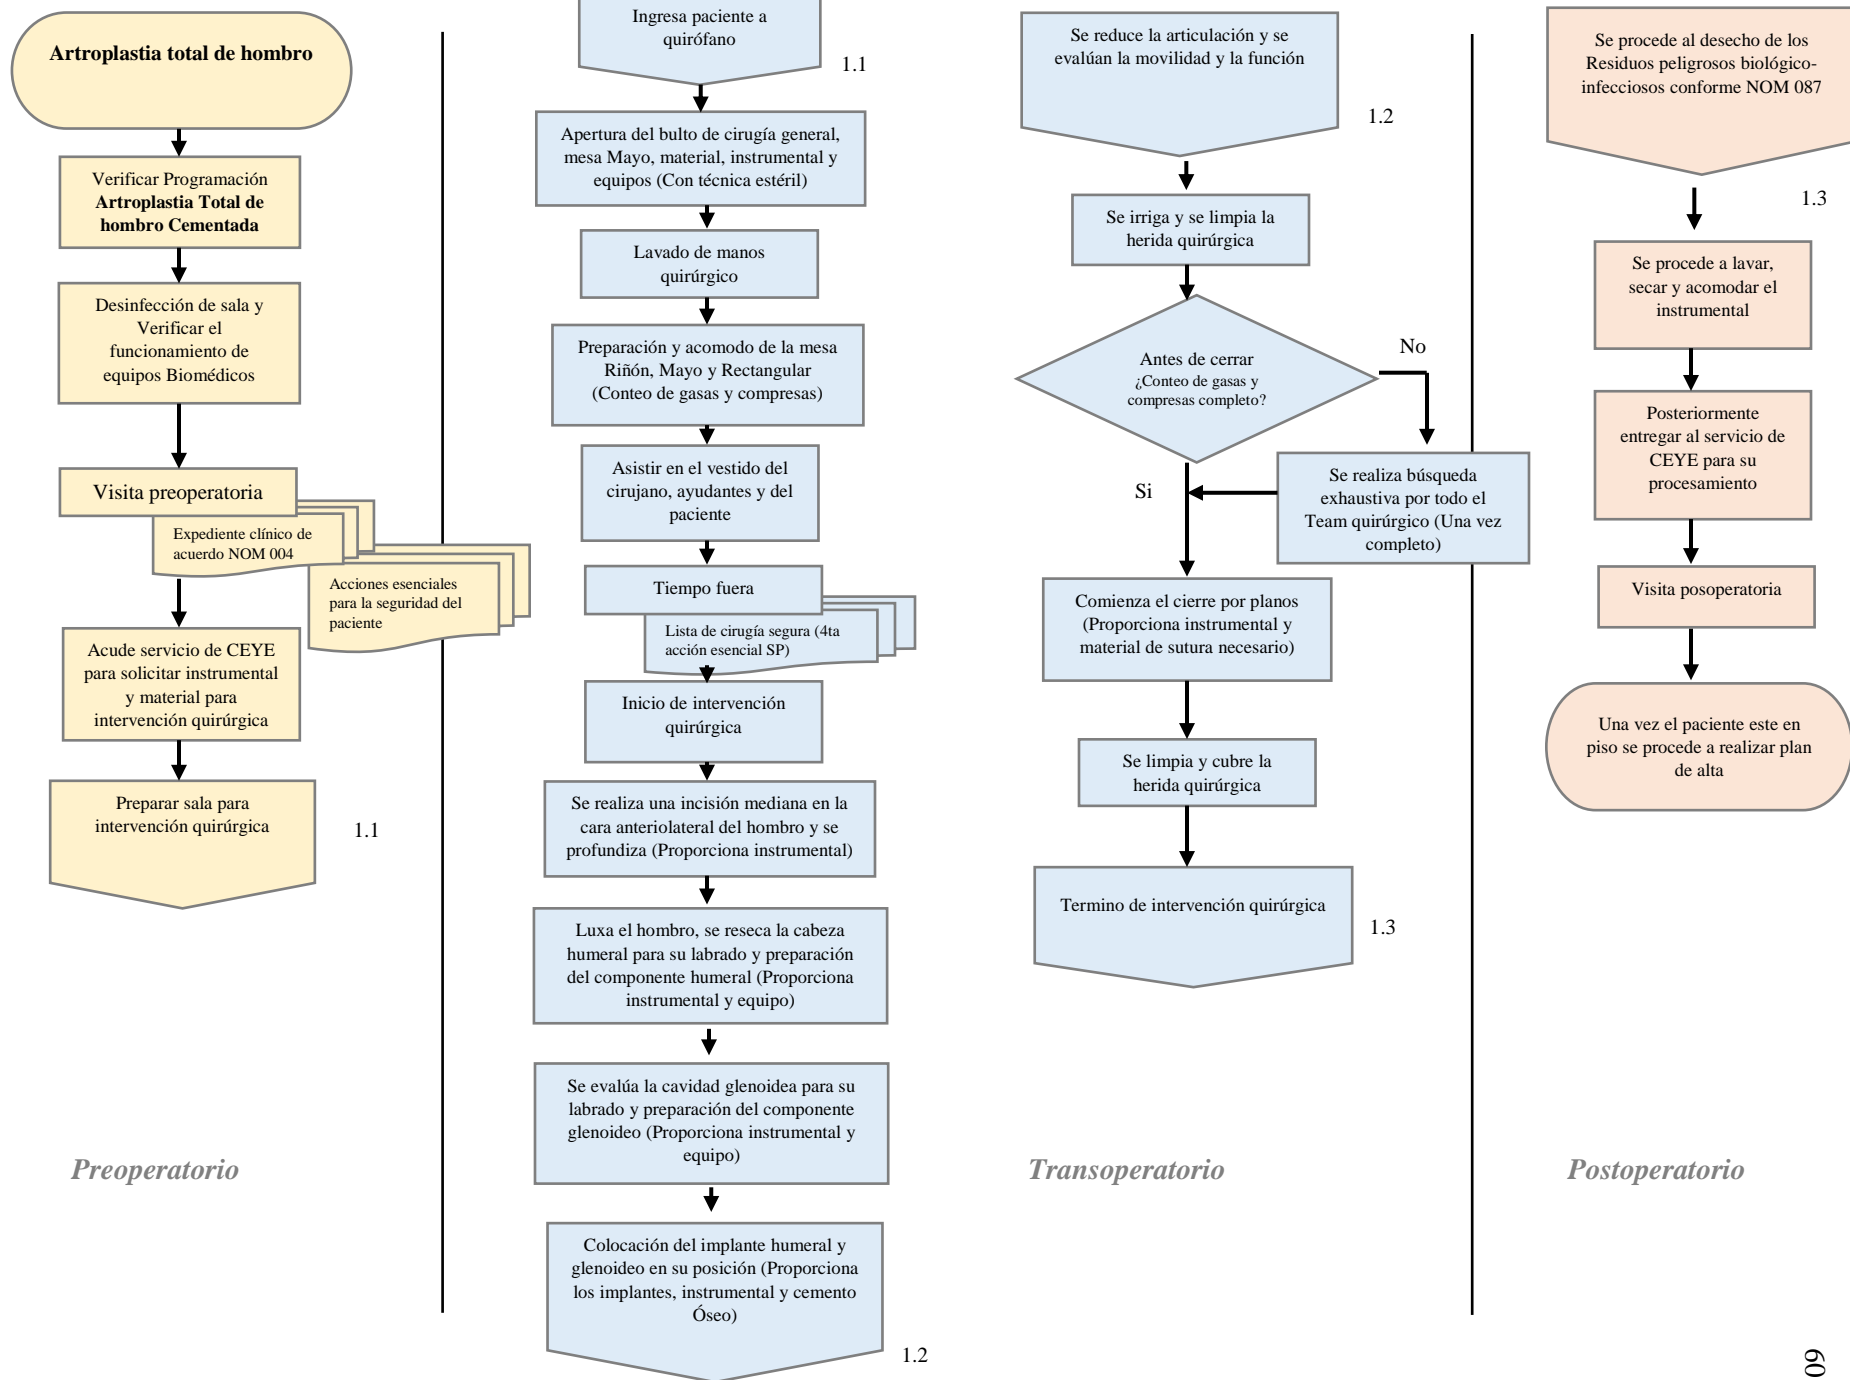 Artroplastia total de hombro
Verificar Programación
Artroplastia Total de
hombro Cementada
Desinfección de sala y
Verificar el
funcionamiento de
equipos Biomédicos
Visita preoperatoria
Expediente clínico de
acuerdo NOM 004
Acciones esenciales
para la seguridad del
paciente
Acude servicio de CEYE
para solicitar instrumental
y material para
intervención quirúrgica
Preparar sala para
intervención quirúrgica
1.1
Preoperatorio
Ingresa paciente a
quirófano
1.1
Apertura del bulto de cirugía general,
mesa Mayo, material, instrumental y
equipos (Con técnica estéril)
Lavado de manos
quirúrgico
Preparación y acomodo de la mesa
Riñón, Mayo y Rectangular
(Conteo de gasas y compresas)
Asistir en el vestido del
cirujano, ayudantes y del
paciente
Tiempo fuera
Lista de cirugía segura (4ta
acción esencial SP)
Inicio de intervención
quirúrgica
Se realiza una incisión mediana en la
cara anteriolateral del hombro y se
profundiza (Proporciona instrumental)
Luxa el hombro, se reseca la cabeza
humeral para su labrado y preparación
del componente humeral (Proporciona
instrumental y equipo)
Se evalúa la cavidad glenoidea para su
labrado y preparación del componente
glenoideo (Proporciona instrumental y
equipo)
Colocación del implante humeral y
glenoideo en su posición (Proporciona
los implantes, instrumental y cemento
Óseo)
1.2
Se reduce la articulación y se
evalúan la movilidad y la función
1.2
Se irriga y se limpia la
herida quirúrgica
Antes de cerrar
¿Conteo de gasas y
compresas completo?
No
Si
Se realiza búsqueda
exhaustiva por todo el
Team quirúrgico (Una vez
completo)
Comienza el cierre por planos
(Proporciona instrumental y
material de sutura necesario)
Se limpia y cubre la
herida quirúrgica
Termino de intervención quirúrgica
1.3
Transoperatorio
Se procede al desecho de los
Residuos peligrosos biológico-
infecciosos conforme NOM 087
1.3
Se procede a lavar,
secar y acomodar el
instrumental
Posteriormente
entregar al servicio de
CEYE para su
procesamiento
Visita posoperatoria
Una vez el paciente este en
piso se procede a realizar plan
de alta
Postoperatorio
60